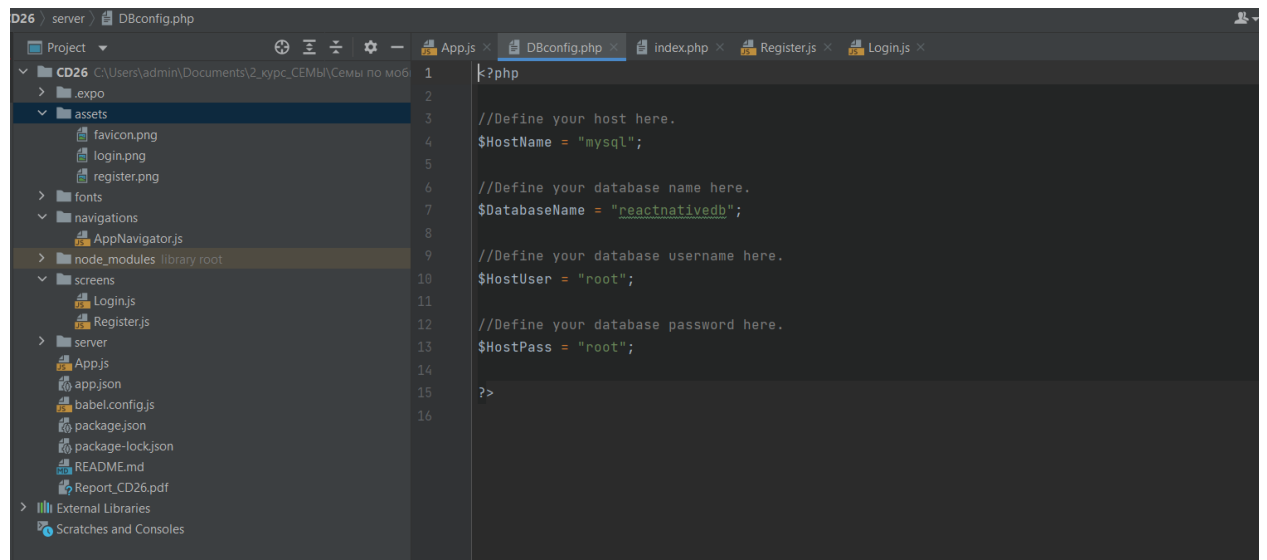 CD26 server DBconfig.php
Project
App.js DBconfig.php index.php Register.js Login.js
CD26 C:\Users\admin\Documents\2_курс_СЕМЫ\Семы по моб
.expo
assets
favicon.png
login.png
register.png
fonts
navigations
AppNavigator.js
node_modules library root
screens
Login.js
Register.js
server
App.js
app.json
babel.config.js
package.json
package-lock.json
README.md
Report_CD26.pdf
External Libraries
Scratches and Consoles
1 <?php
2
3 //Define your host here.
4 $HostName = "mysql";
5
6 //Define your database name here.
7 $DatabaseName = "reactnativedb";
8
9 //Define your database username here.
10 $HostUser = "root";
11
12 //Define your database password here.
13 $HostPass = "root";
14
15 ?>
16